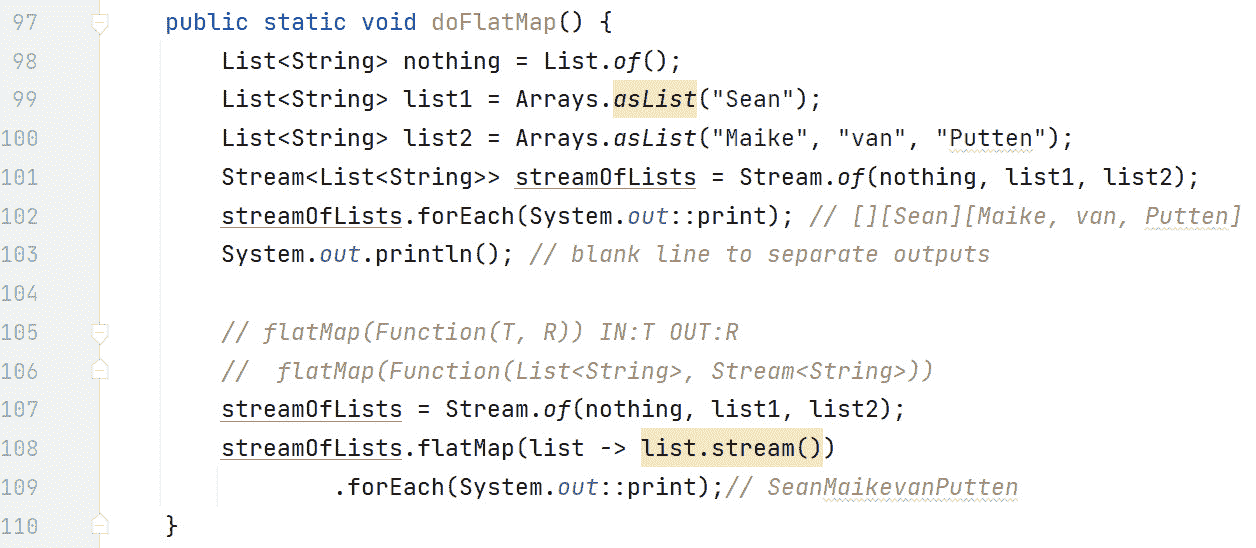 97 public static void doFlatMap() {
98 List<String> nothing = List.of();
99 List<String> list1 = Arrays.asList("Sean");
100 List<String> list2 = Arrays.asList("Maike", "van", "Putten");
101 Stream<List<String>> streamOfLists = Stream.of(nothing, list1, list2);
102 streamOfLists.forEach(System.out::print); // [][Sean][Maike, van, Putten]
103 System.out.println(); // blank line to separate outputs
104
105 // flatMap(Function(T, R)) IN:T OUT:R
106 //  flatMap(Function(List<String>, Stream<String>))
107 streamOfLists = Stream.of(nothing, list1, list2);
108 streamOfLists.flatMap(list -> list.stream())
109 .forEach(System.out::print);// SeanMaikevanPutten
110 }